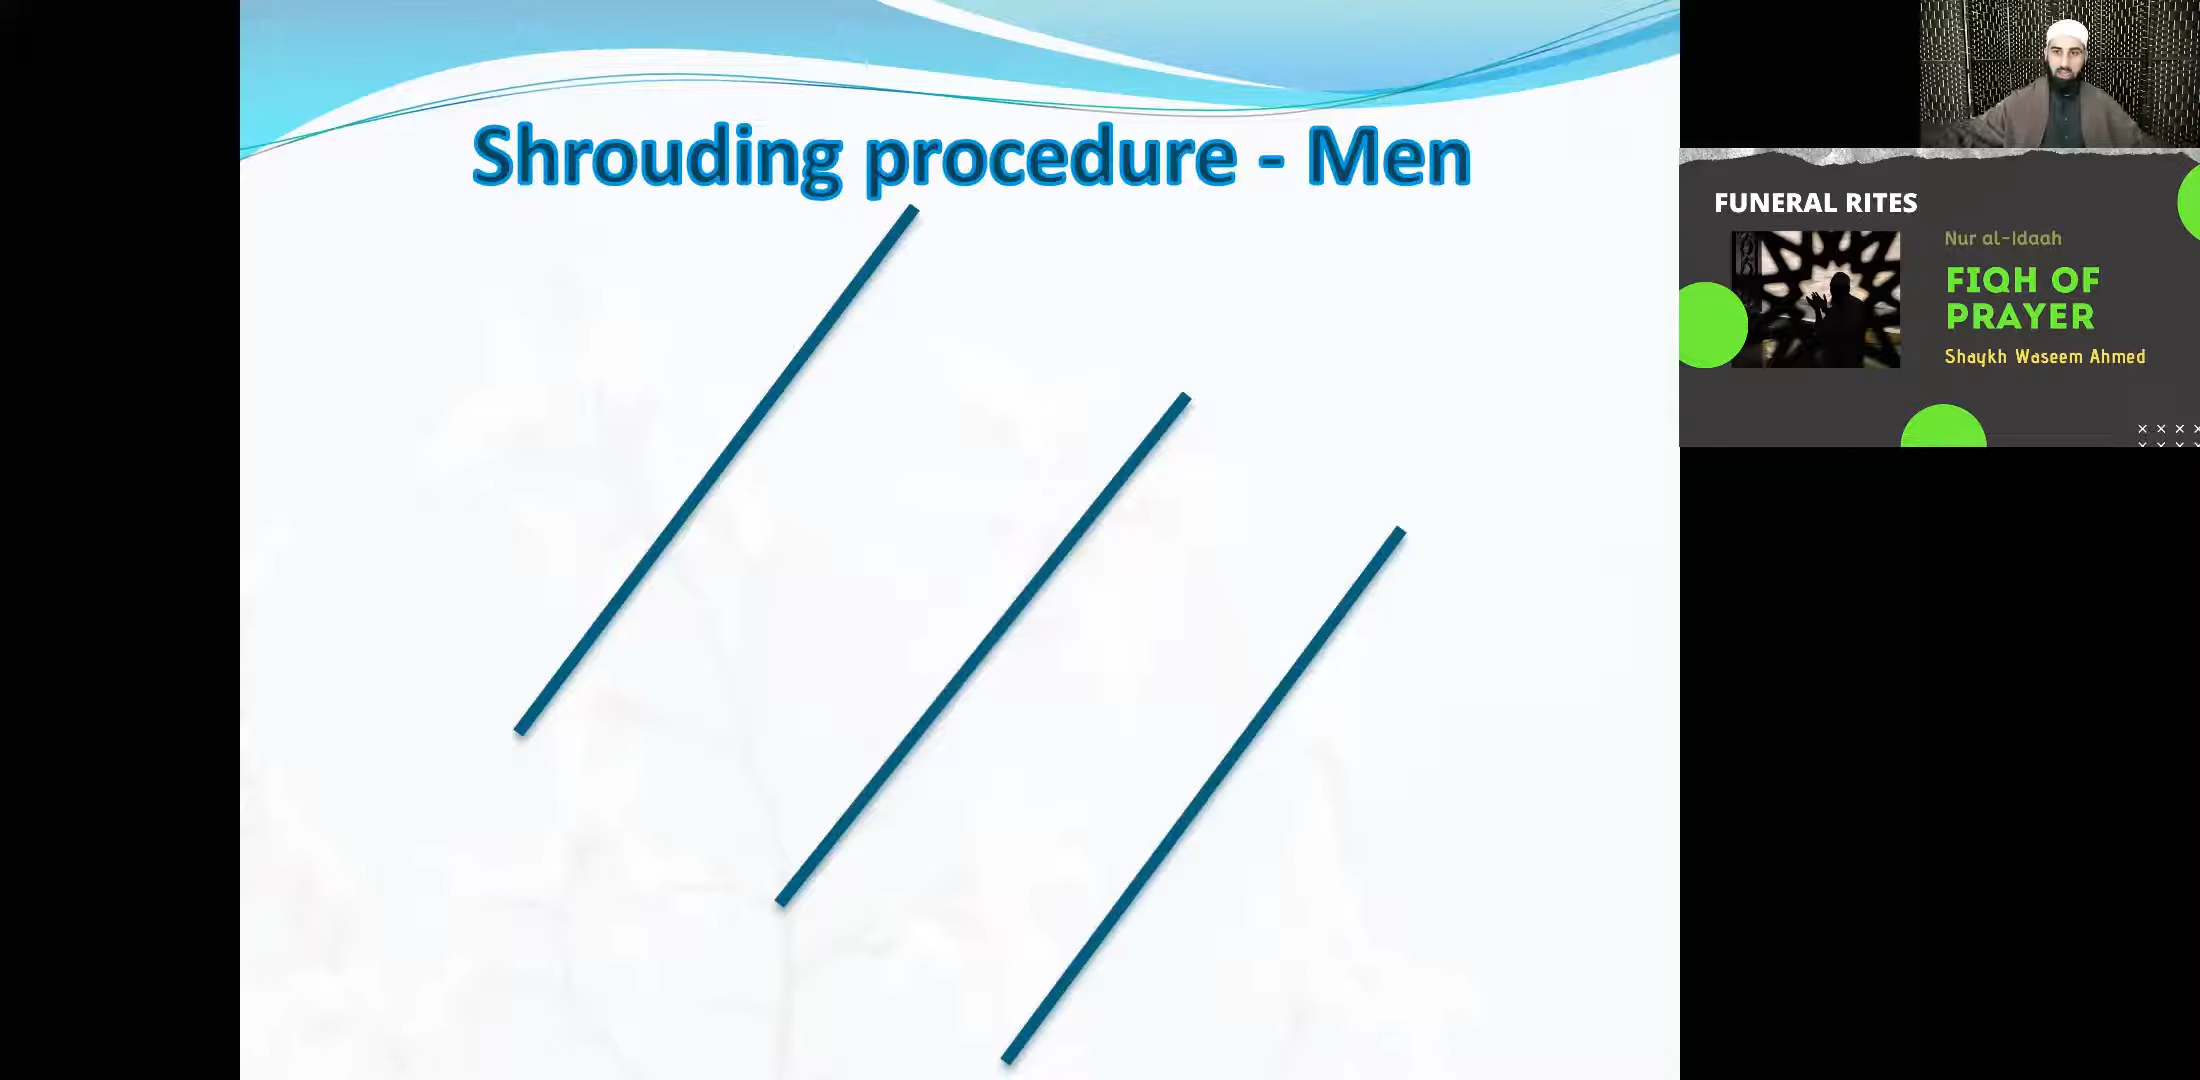 Shrouding procedure - Men
FUNERAL RITES
Nur al-Idaah
FIQH OF
PRAYER
Shaykh Waseem Ahmed